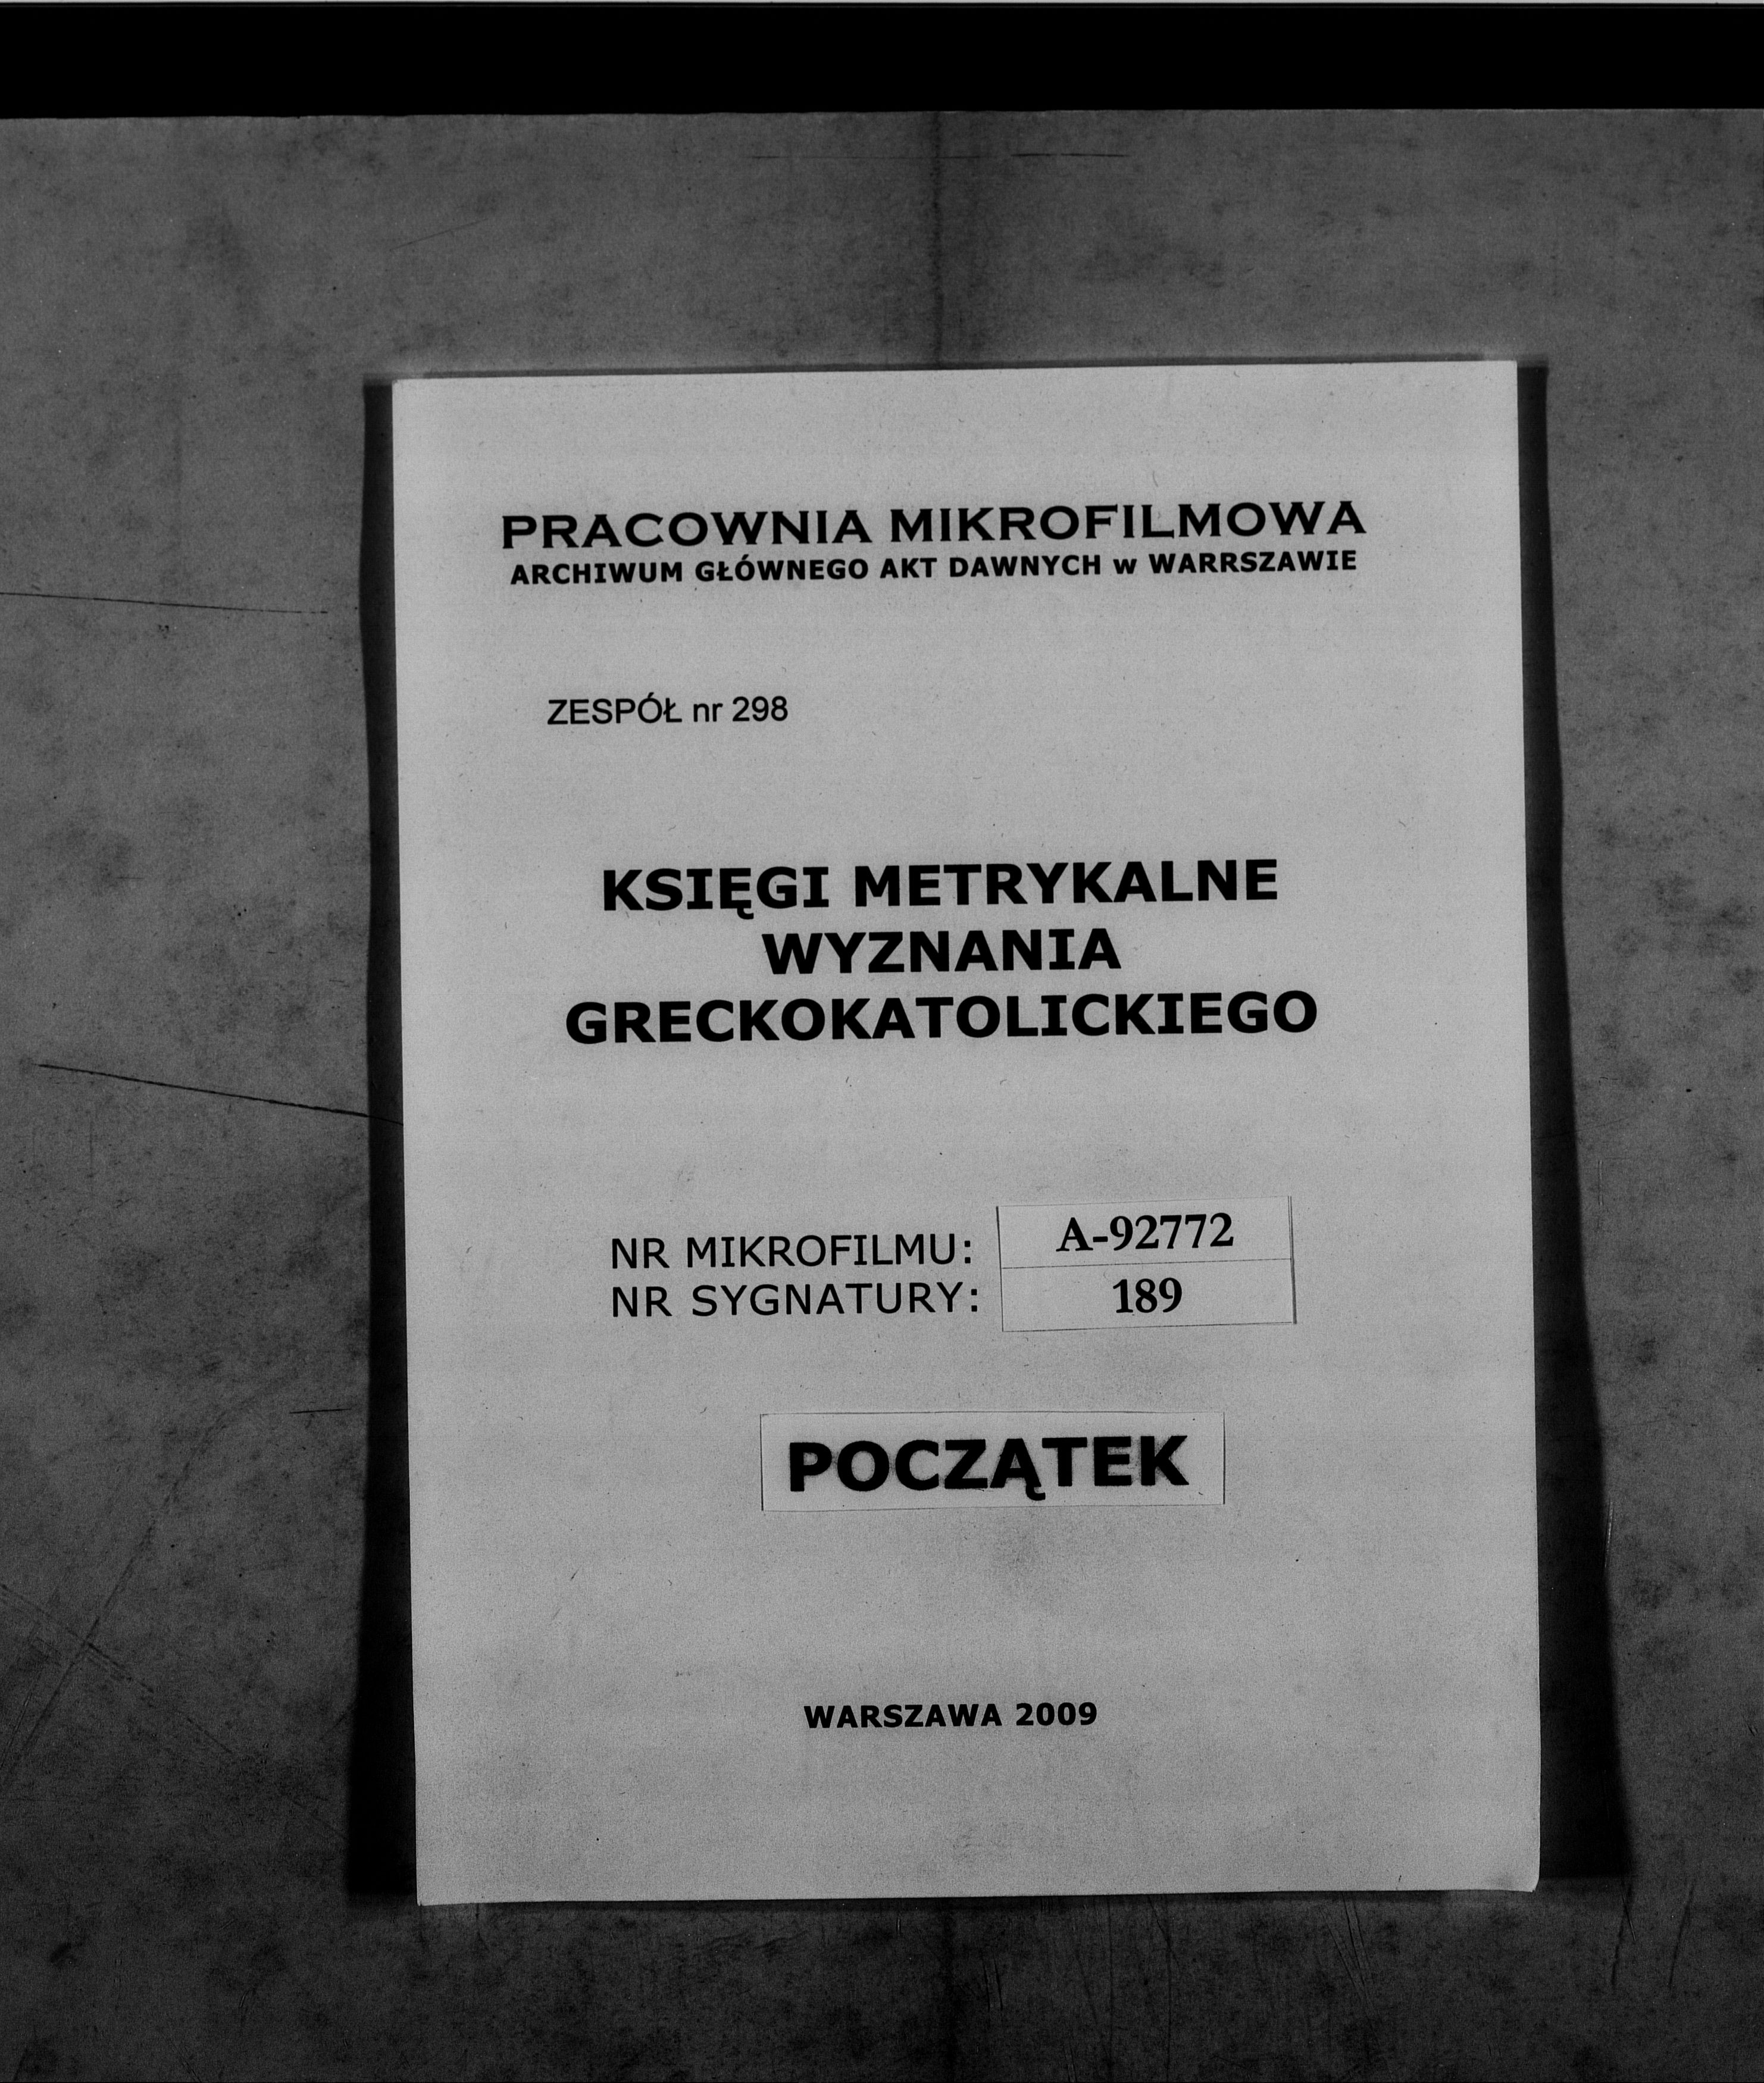 PRACOWNIA MIKROFILMOWA
ARCHIWUM GŁÓWNEGO AKT DAWNYCH w WARRSZAWIE
ZESPÓŁ nr 298
KSIĘGI METRYKALNE
WYZNANIA
GRECKOKATOLICKIEGO
NR MIKROFILMU: A-92772
NR SYGNATURY: 189
POCZĄTEK
WARSZAWA 2009